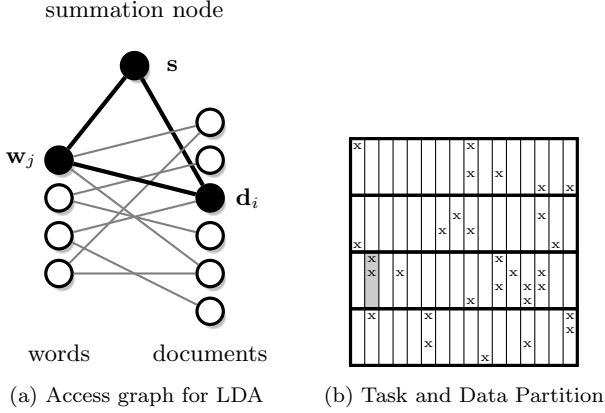 summation node
s
w_j
d_i
words documents
(a) Access graph for LDA
x x
x x
x x
x x
x x
x x
x x
x x x x
x x x
x x
x x x
x
x x
x
(b) Task and Data Partition